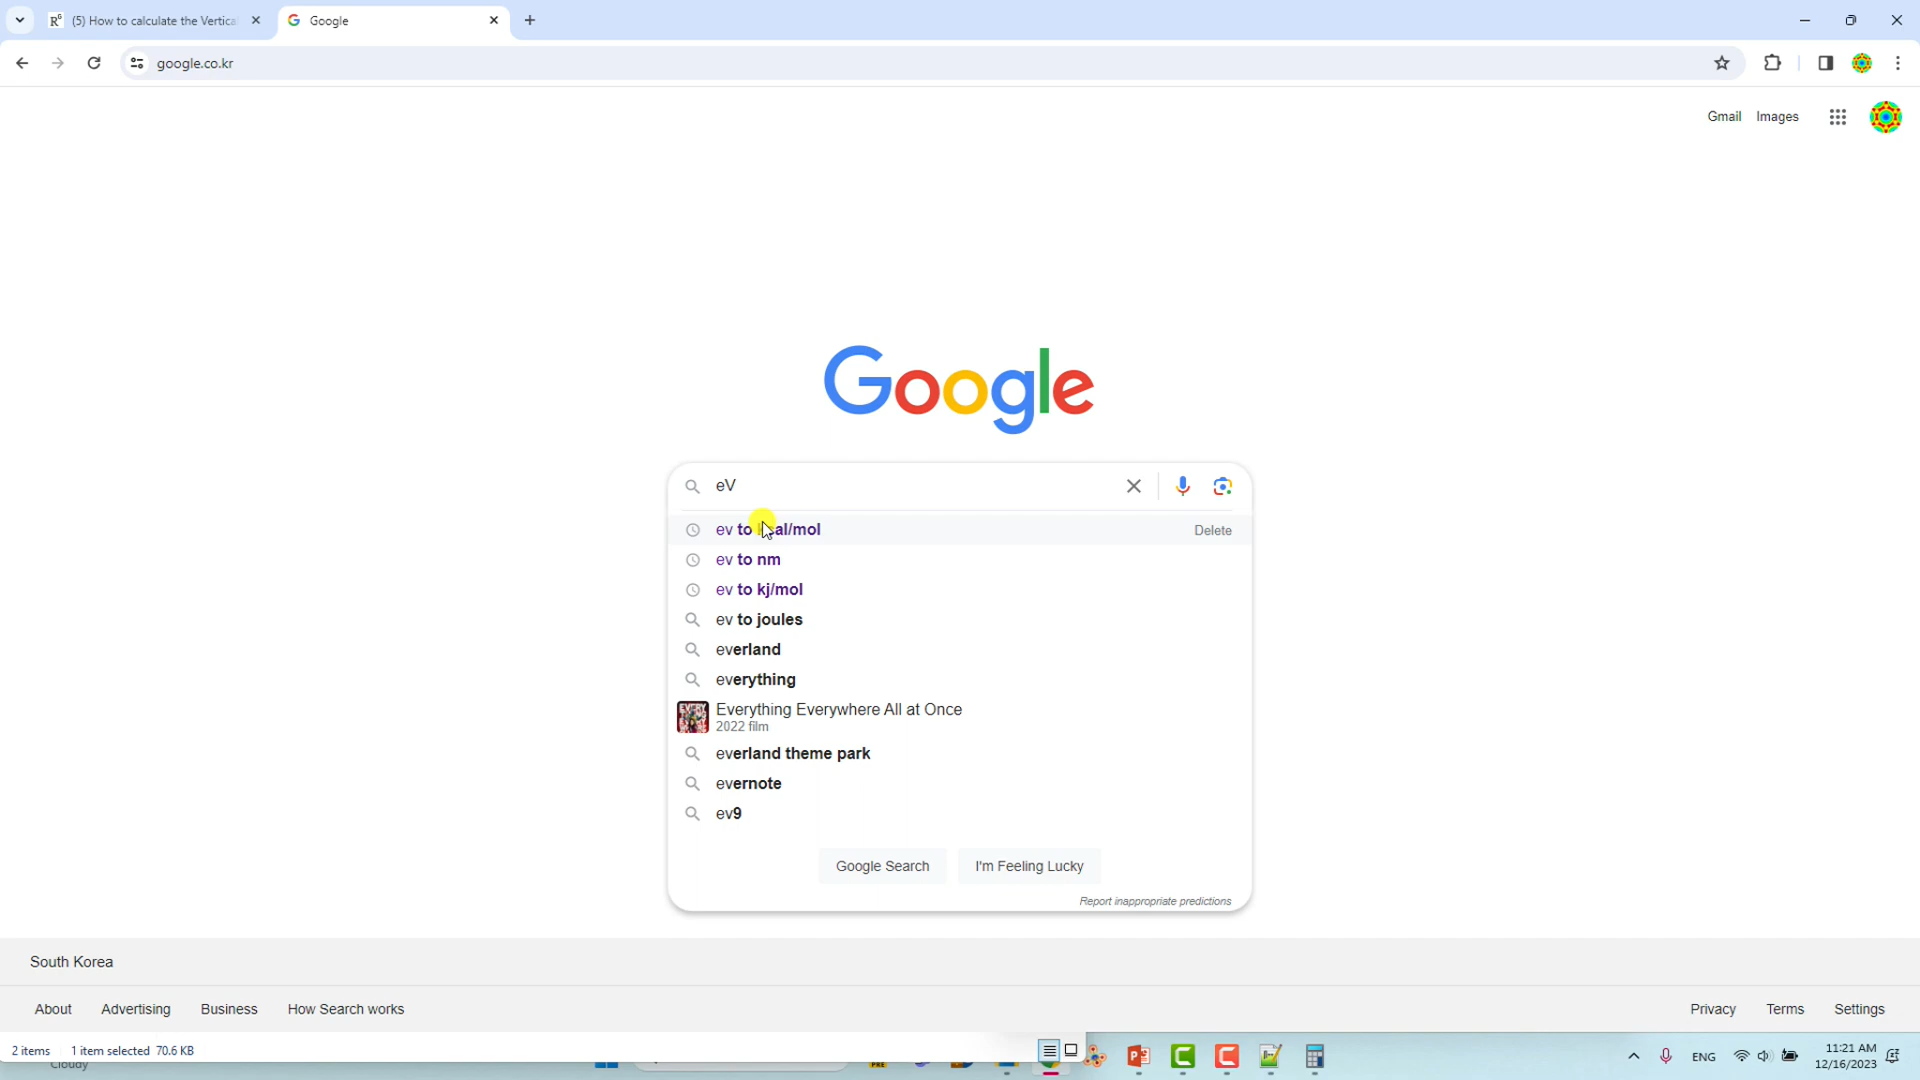 (5) How to calculate the Vertica
Google
google.co.kr
Gmail Images
Google
eV
ev to kcal/mol
Delete
ev to nm
ev to kj/mol
ev to joules
everland
everything
Everything Everywhere All at Once
2022 film
everland theme park
evernote
ev9
Google Search I'm Feeling Lucky
Report inappropriate predictions
South Korea
About Advertising Business How Search works
Privacy Terms Settings
2 items 1 item selected 70.6 KB
Cloudy
ENG
11:21 AM
12/16/2023